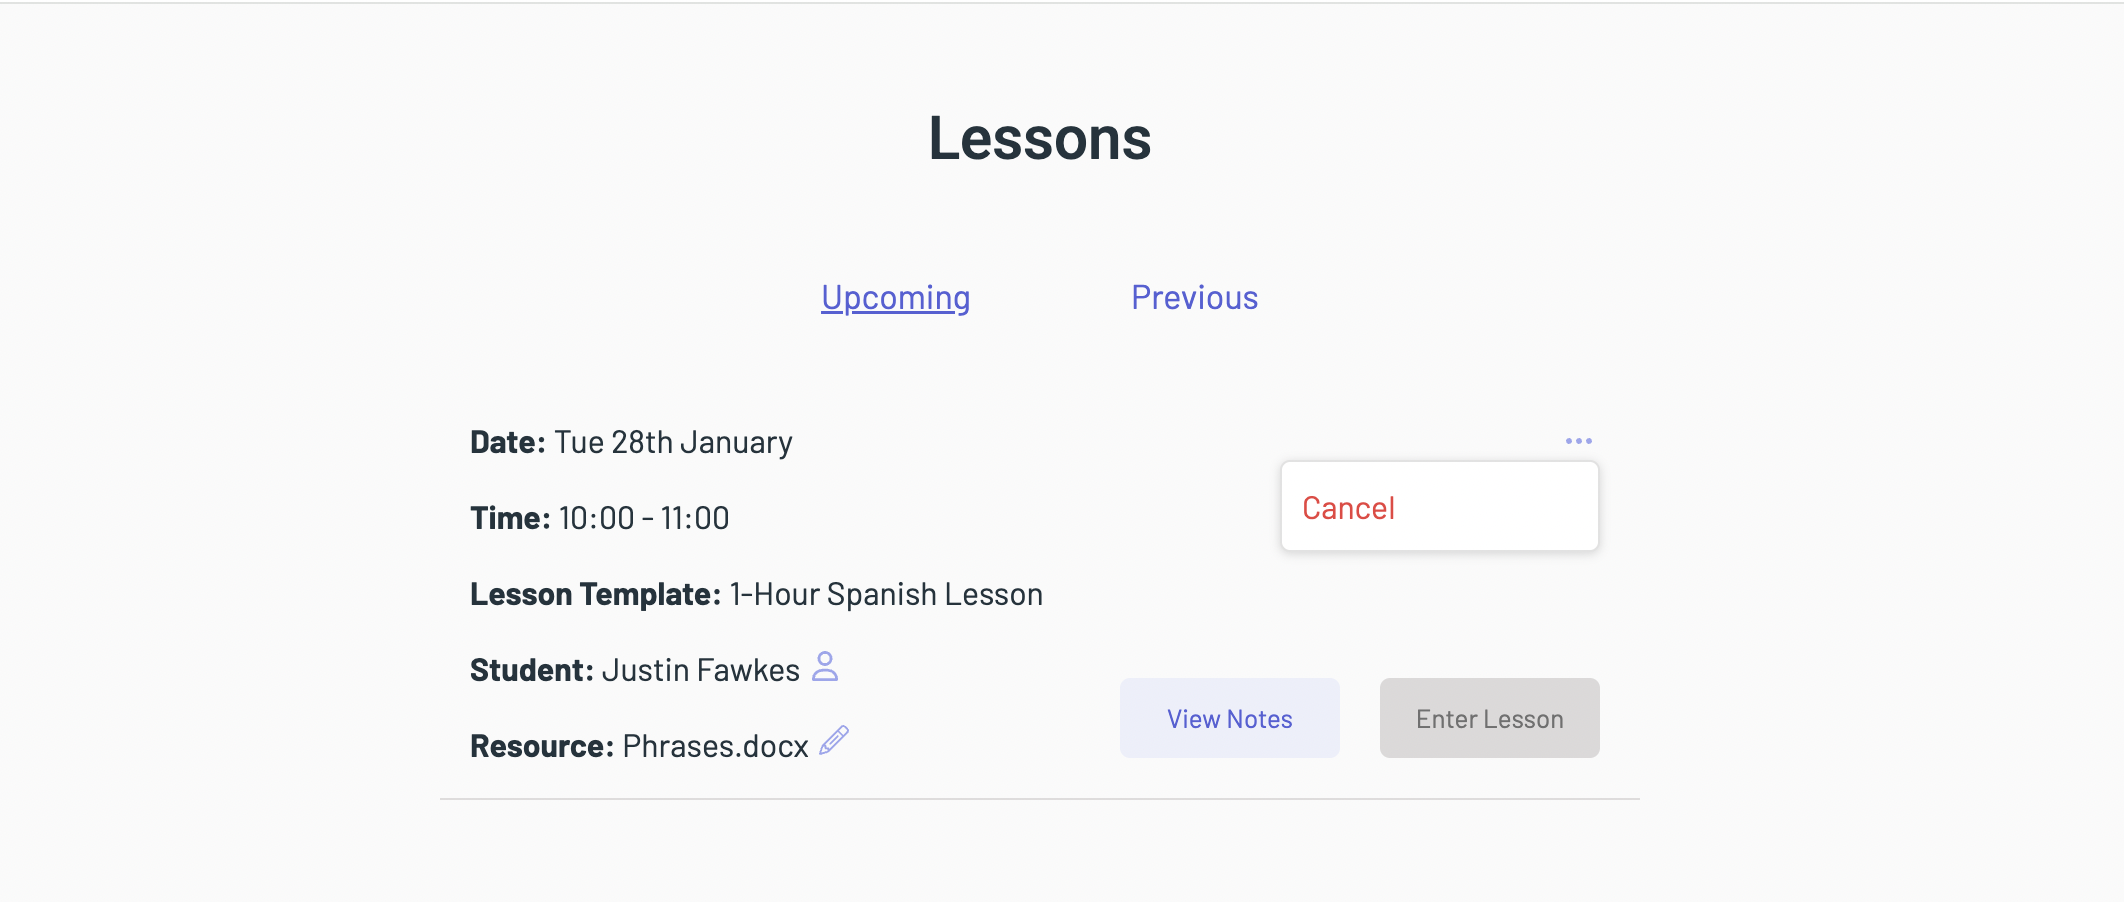 Lessons
Upcoming
Previous
Date: Tue 28th January
Cancel
Time: 10:00 - 11:00
Lesson Template: 1-Hour Spanish Lesson
Student: Justin Fawkes
Resource: Phrases.docx
View Notes
Enter Lesson